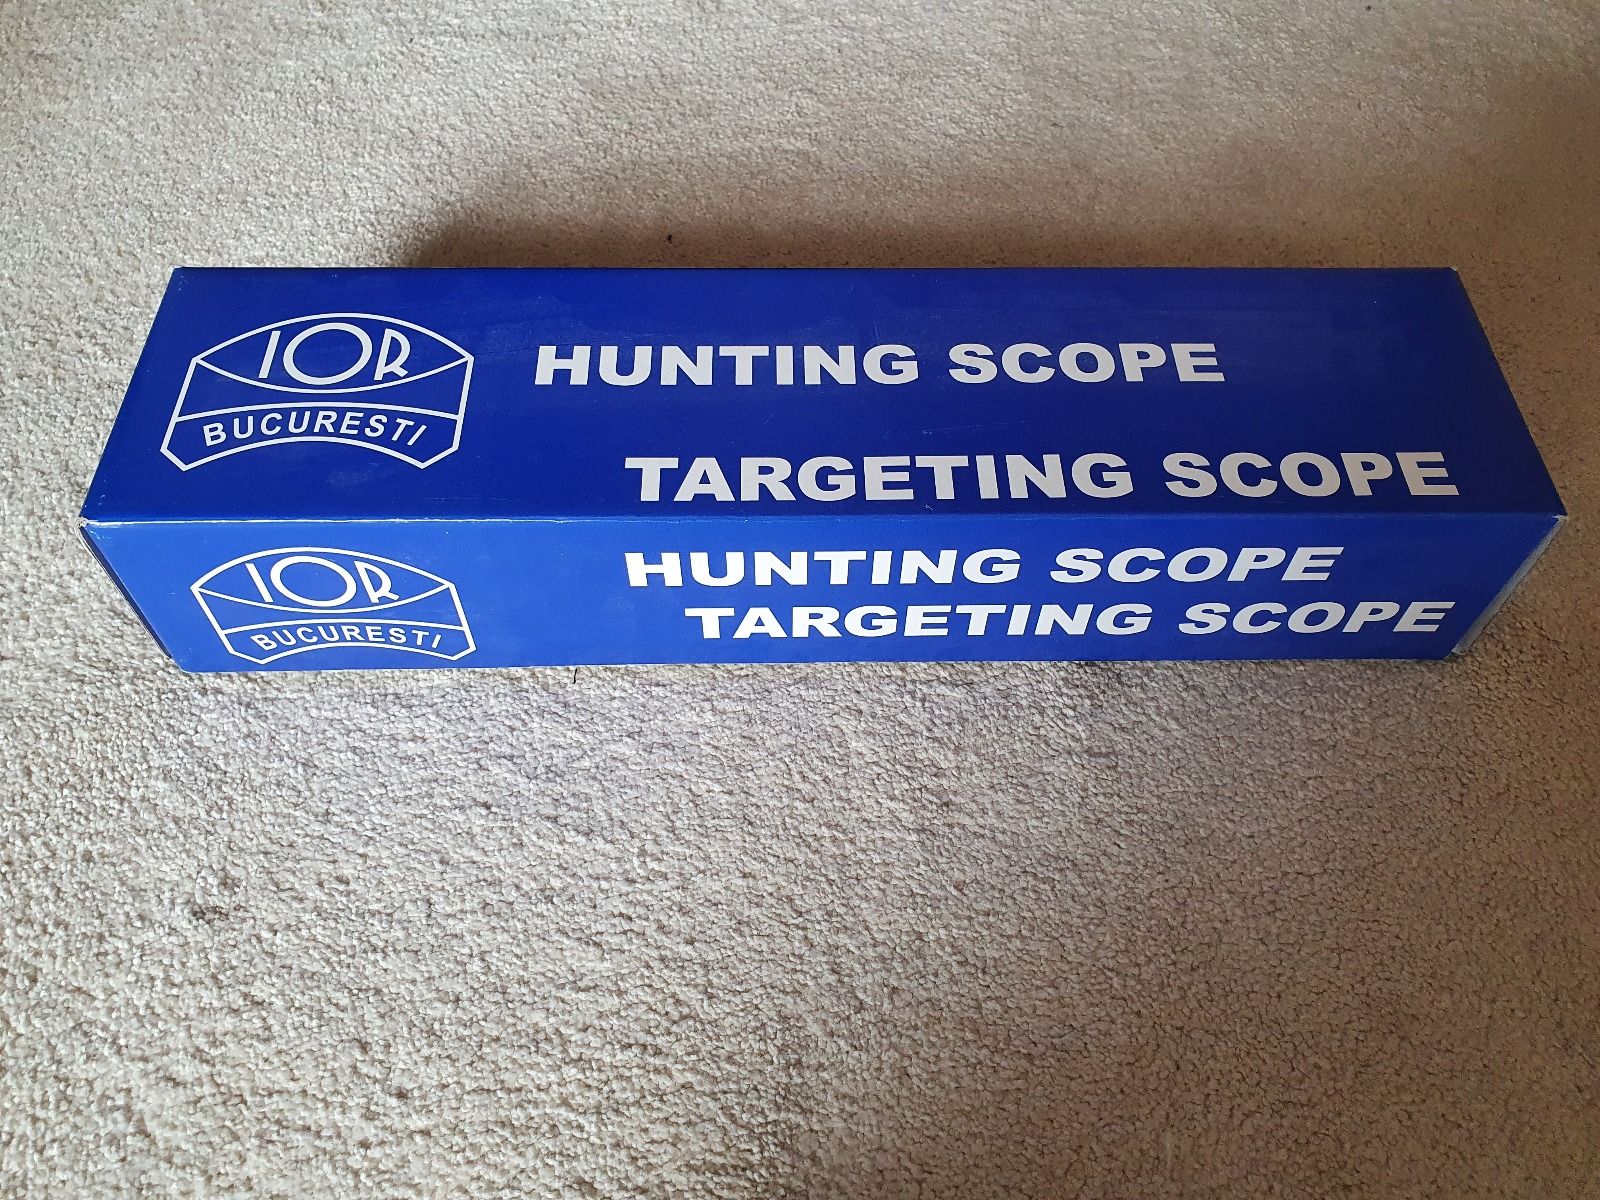 IOR
BUCURESTI
HUNTING SCOPE
TARGETING SCOPE
IOR
BUCURESTI
HUNTING SCOPE
TARGETING SCOPE